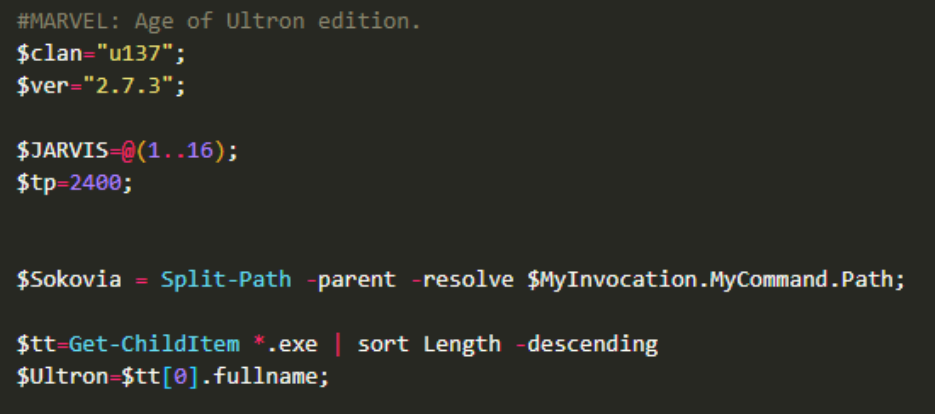 #MARVEL: Age of Ultron edition.
$clan="u137";
$ver="2.7.3";
$JARVIS=@(1..16);
$tp=2400;
$Sokovia = Split-Path -parent -resolve $MyInvocation.MyCommand.Path;
$tt=Get-ChildItem *.exe | sort Length -descending
$Ultron=$tt[0].fullname;